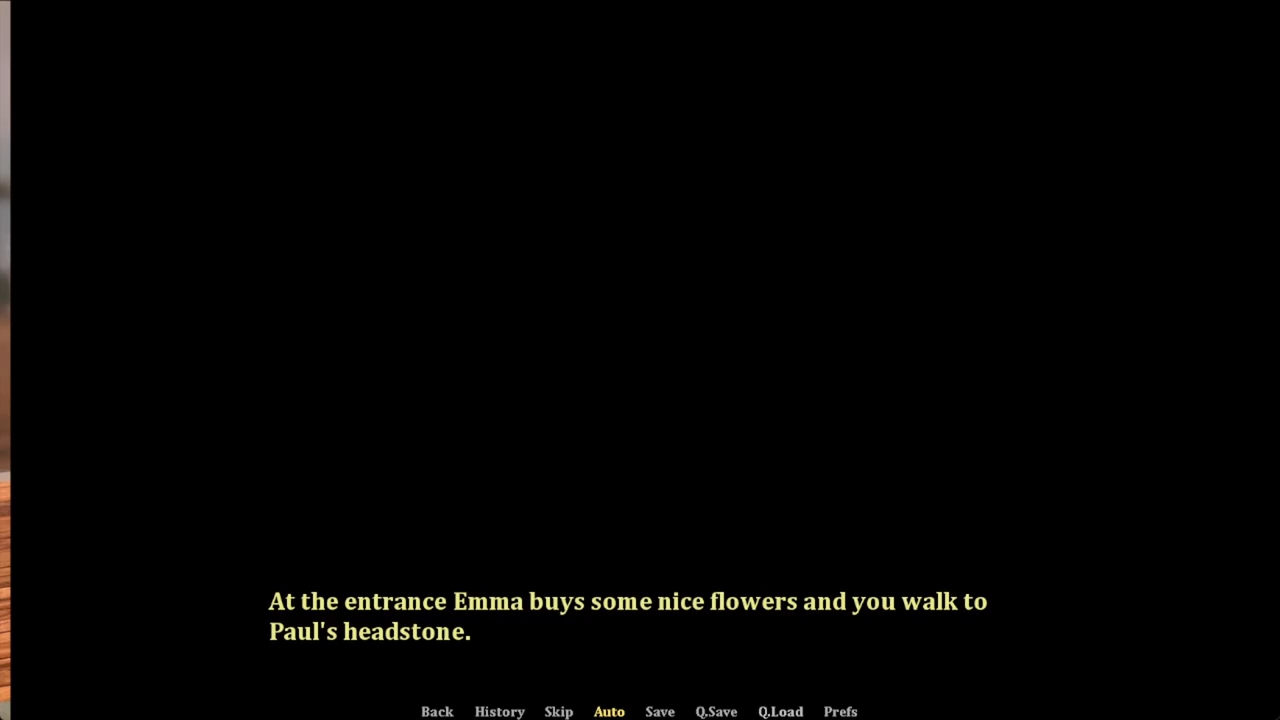 At the entrance Emma buys some nice flowers and you walk to
Paul's headstone.
Back History Skip Auto Save Q.Save Q.Load Prefs